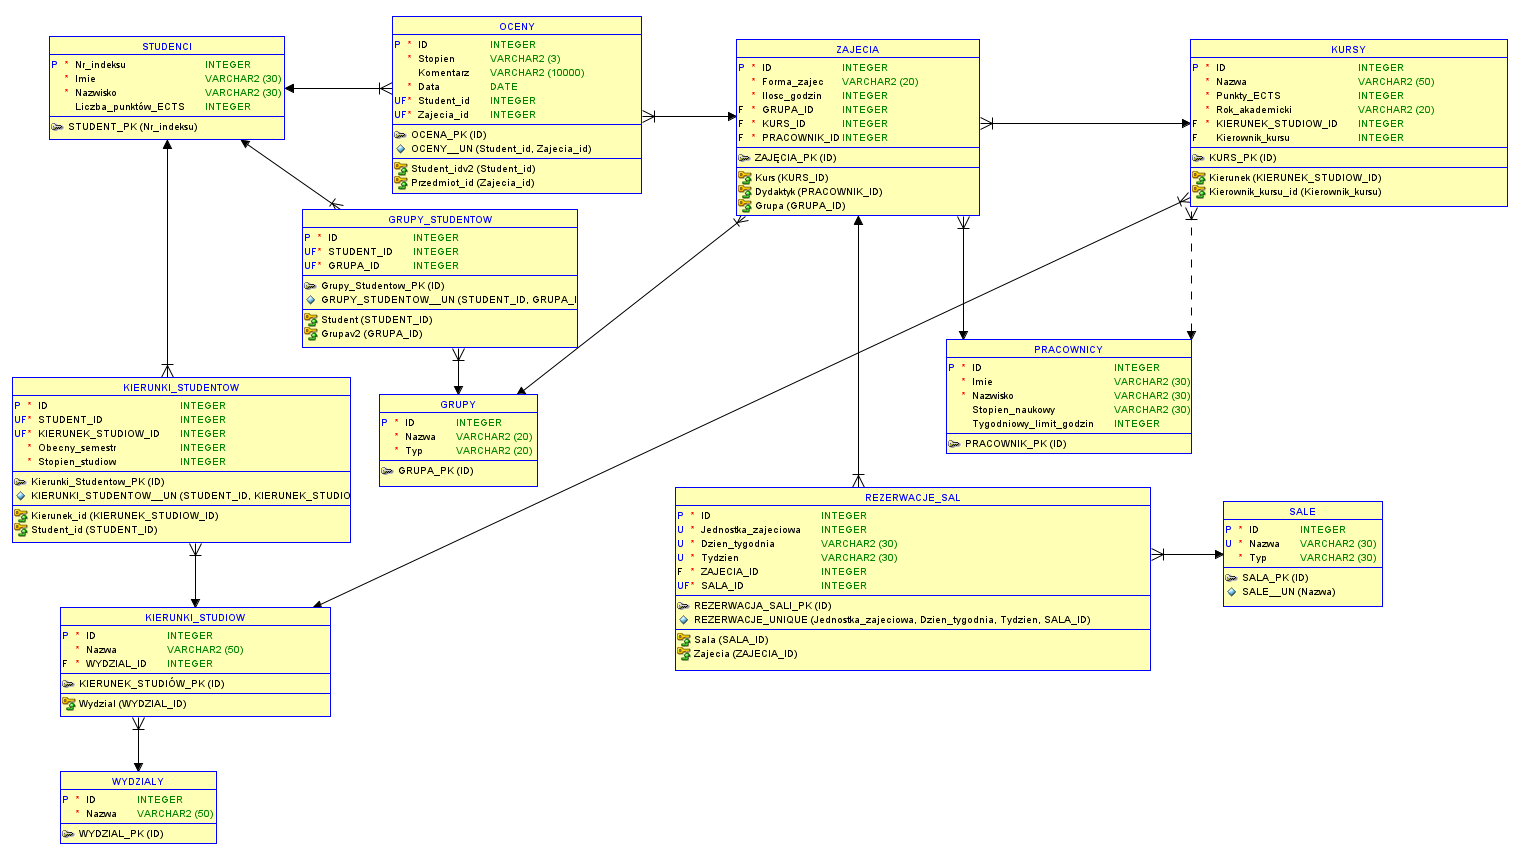 STUDENCI
P * Nr_indeksu INTEGER
* Imie VARCHAR2 (30)
* Nazwisko VARCHAR2 (30)
Liczba_punktów_ECTS INTEGER
STUDENT_PK (Nr_indeksu)
OCENY
P * ID INTEGER
* Stopien VARCHAR2 (3)
Komentarz VARCHAR2 (10000)
* Data DATE
UF* Student_id INTEGER
UF* Zajecia_id INTEGER
OCENA_PK (ID)
OCENY__UN (Student_id, Zajecia_id)
Student_idv2 (Student_id)
Przedmiot_id (Zajecia_id)
ZAJECIA
P * ID INTEGER
* Forma_zajec VARCHAR2 (20)
* Ilosc_godzin INTEGER
F * GRUPA_ID INTEGER
F * KURS_ID INTEGER
F * PRACOWNIK_ID INTEGER
ZAJĘCIA_PK (ID)
Kurs (KURS_ID)
Dydaktyk (PRACOWNIK_ID)
Grupa (GRUPA_ID)
KURSY
P * ID INTEGER
* Nazwa VARCHAR2 (50)
* Punkty_ECTS INTEGER
* Rok_akademicki VARCHAR2 (20)
F * KIERUNEK_STUDIOW_ID INTEGER
F Kierownik_kursu INTEGER
KURS_PK (ID)
Kierunek (KIERUNEK_STUDIOW_ID)
Kierownik_kursu_id (Kierownik_kursu)
GRUPY_STUDENTOW
P * ID INTEGER
UF* STUDENT_ID INTEGER
UF* GRUPA_ID INTEGER
Grupy_Studentow_PK (ID)
GRUPY_STUDENTOW__UN (STUDENT_ID, GRUPA_I
Student (STUDENT_ID)
Grupav2 (GRUPA_ID)
PRACOWNICY
P * ID INTEGER
* Imie VARCHAR2 (30)
* Nazwisko VARCHAR2 (30)
Stopien_naukowy VARCHAR2 (30)
Tygodniowy_limit_godzin INTEGER
PRACOWNIK_PK (ID)
KIERUNKI_STUDENTOW
P * ID INTEGER
UF* STUDENT_ID INTEGER
UF* KIERUNEK_STUDIOW_ID INTEGER
* Obecny_semestr INTEGER
* Stopien_studiow INTEGER
Kierunki_Studentow_PK (ID)
KIERUNKI_STUDENTOW__UN (STUDENT_ID, KIERUNEK_STUDIO
Kierunek_id (KIERUNEK_STUDIOW_ID)
Student_id (STUDENT_ID)
GRUPY
P * ID INTEGER
* Nazwa VARCHAR2 (20)
* Typ VARCHAR2 (20)
GRUPA_PK (ID)
REZERWACJE_SAL
P * ID INTEGER
U * Jednostka_zajeciowa INTEGER
U * Dzien_tygodnia VARCHAR2 (30)
U * Tydzien VARCHAR2 (30)
F * ZAJECIA_ID INTEGER
UF* SALA_ID INTEGER
REZERWACJA_SALI_PK (ID)
REZERWACJE_UNIQUE (Jednostka_zajeciowa, Dzien_tygodnia, Tydzien, SALA_ID)
Sala (SALA_ID)
Zajecia (ZAJECIA_ID)
SALE
P * ID INTEGER
U * Nazwa VARCHAR2 (30)
* Typ VARCHAR2 (30)
SALA_PK (ID)
SALE__UN (Nazwa)
KIERUNKI_STUDIOW
P * ID INTEGER
* Nazwa VARCHAR2 (50)
F * WYDZIAL_ID INTEGER
KIERUNEK_STUDIÓW_PK (ID)
Wydzial (WYDZIAL_ID)
WYDZIALY
P * ID INTEGER
* Nazwa VARCHAR2 (50)
WYDZIAL_PK (ID)